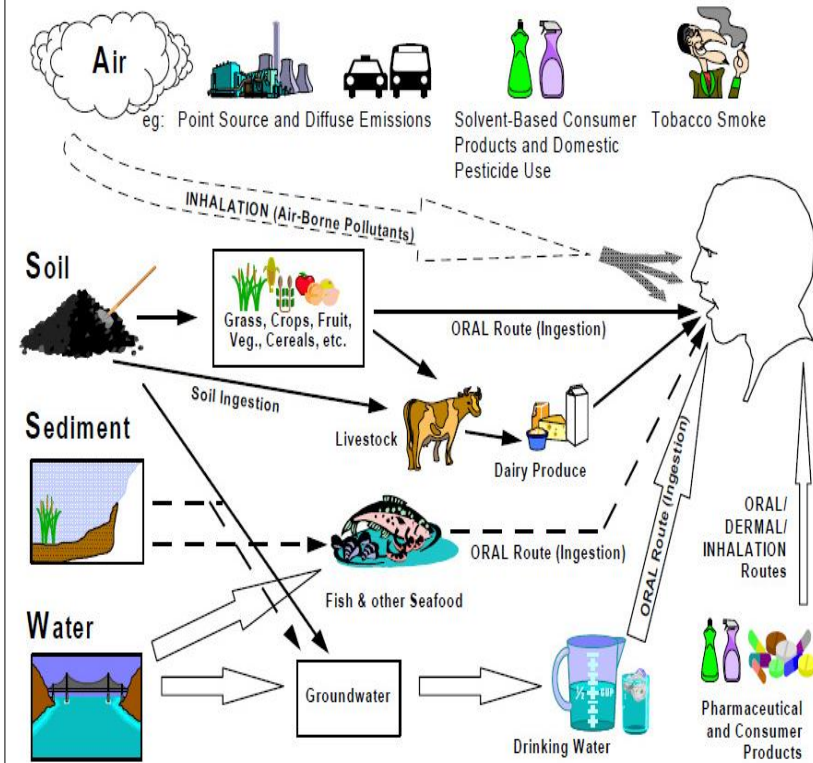 Air
eg: Point Source and Diffuse Emissions
Solvent-Based Consumer
Products and Domestic
Pesticide Use
Tobacco Smoke
INHALATION (Air-Borne Pollutants)
Soil
Grass, Crops, Fruit,
Veg., Cereals, etc.
ORAL Route (Ingestion)
Soil Ingestion
Livestock
Dairy Produce
Sediment
ORAL Route (Ingestion)
Fish & other Seafood
ORAL Route (Ingestion)
ORAL/
DERMAL/
INHALATION
Routes
Water
Groundwater
1/2 CUP
Drinking Water
Pharmaceutical
and Consumer
Products